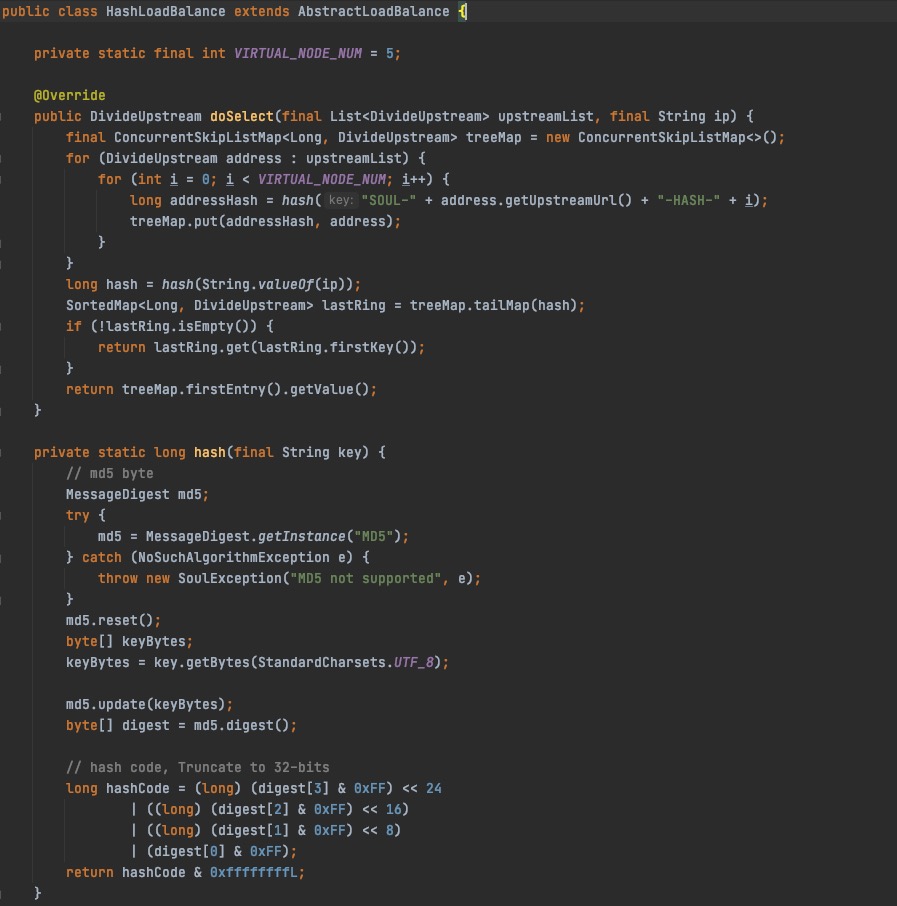 public class HashLoadBalance extends AbstractLoadBalance {
private static final int VIRTUAL_NODE_NUM = 5;
@Override
public DivideUpstream doSelect(final List<DivideUpstream> upstreamList, final String ip) {
final ConcurrentSkipListMap<Long, DivideUpstream> treeMap = new ConcurrentSkipListMap<>();
for (DivideUpstream address : upstreamList) {
for (int i = 0; i < VIRTUAL_NODE_NUM; i++) {
long addressHash = hash( key: "SOUL-" + address.getUpstreamUrl() + "-HASH-" + i);
treeMap.put(addressHash, address);
}
}
long hash = hash(String.valueOf(ip));
SortedMap<Long, DivideUpstream> lastRing = treeMap.tailMap(hash);
if (!lastRing.isEmpty()) {
return lastRing.get(lastRing.firstKey());
}
return treeMap.firstEntry().getValue();
}
private static long hash(final String key) {
// md5 byte
MessageDigest md5;
try {
md5 = MessageDigest.getInstance("MD5");
} catch (NoSuchAlgorithmException e) {
throw new SoulException("MD5 not supported", e);
}
md5.reset();
byte[] keyBytes;
keyBytes = key.getBytes(StandardCharsets.UTF_8);
md5.update(keyBytes);
byte[] digest = md5.digest();
// hash code, Truncate to 32-bits
long hashCode = (long) (digest[3] & 0xFF) << 24
| ((long) (digest[2] & 0xFF) << 16)
| ((long) (digest[1] & 0xFF) << 8)
| (digest[0] & 0xFF);
return hashCode & 0xffffffffL;
}